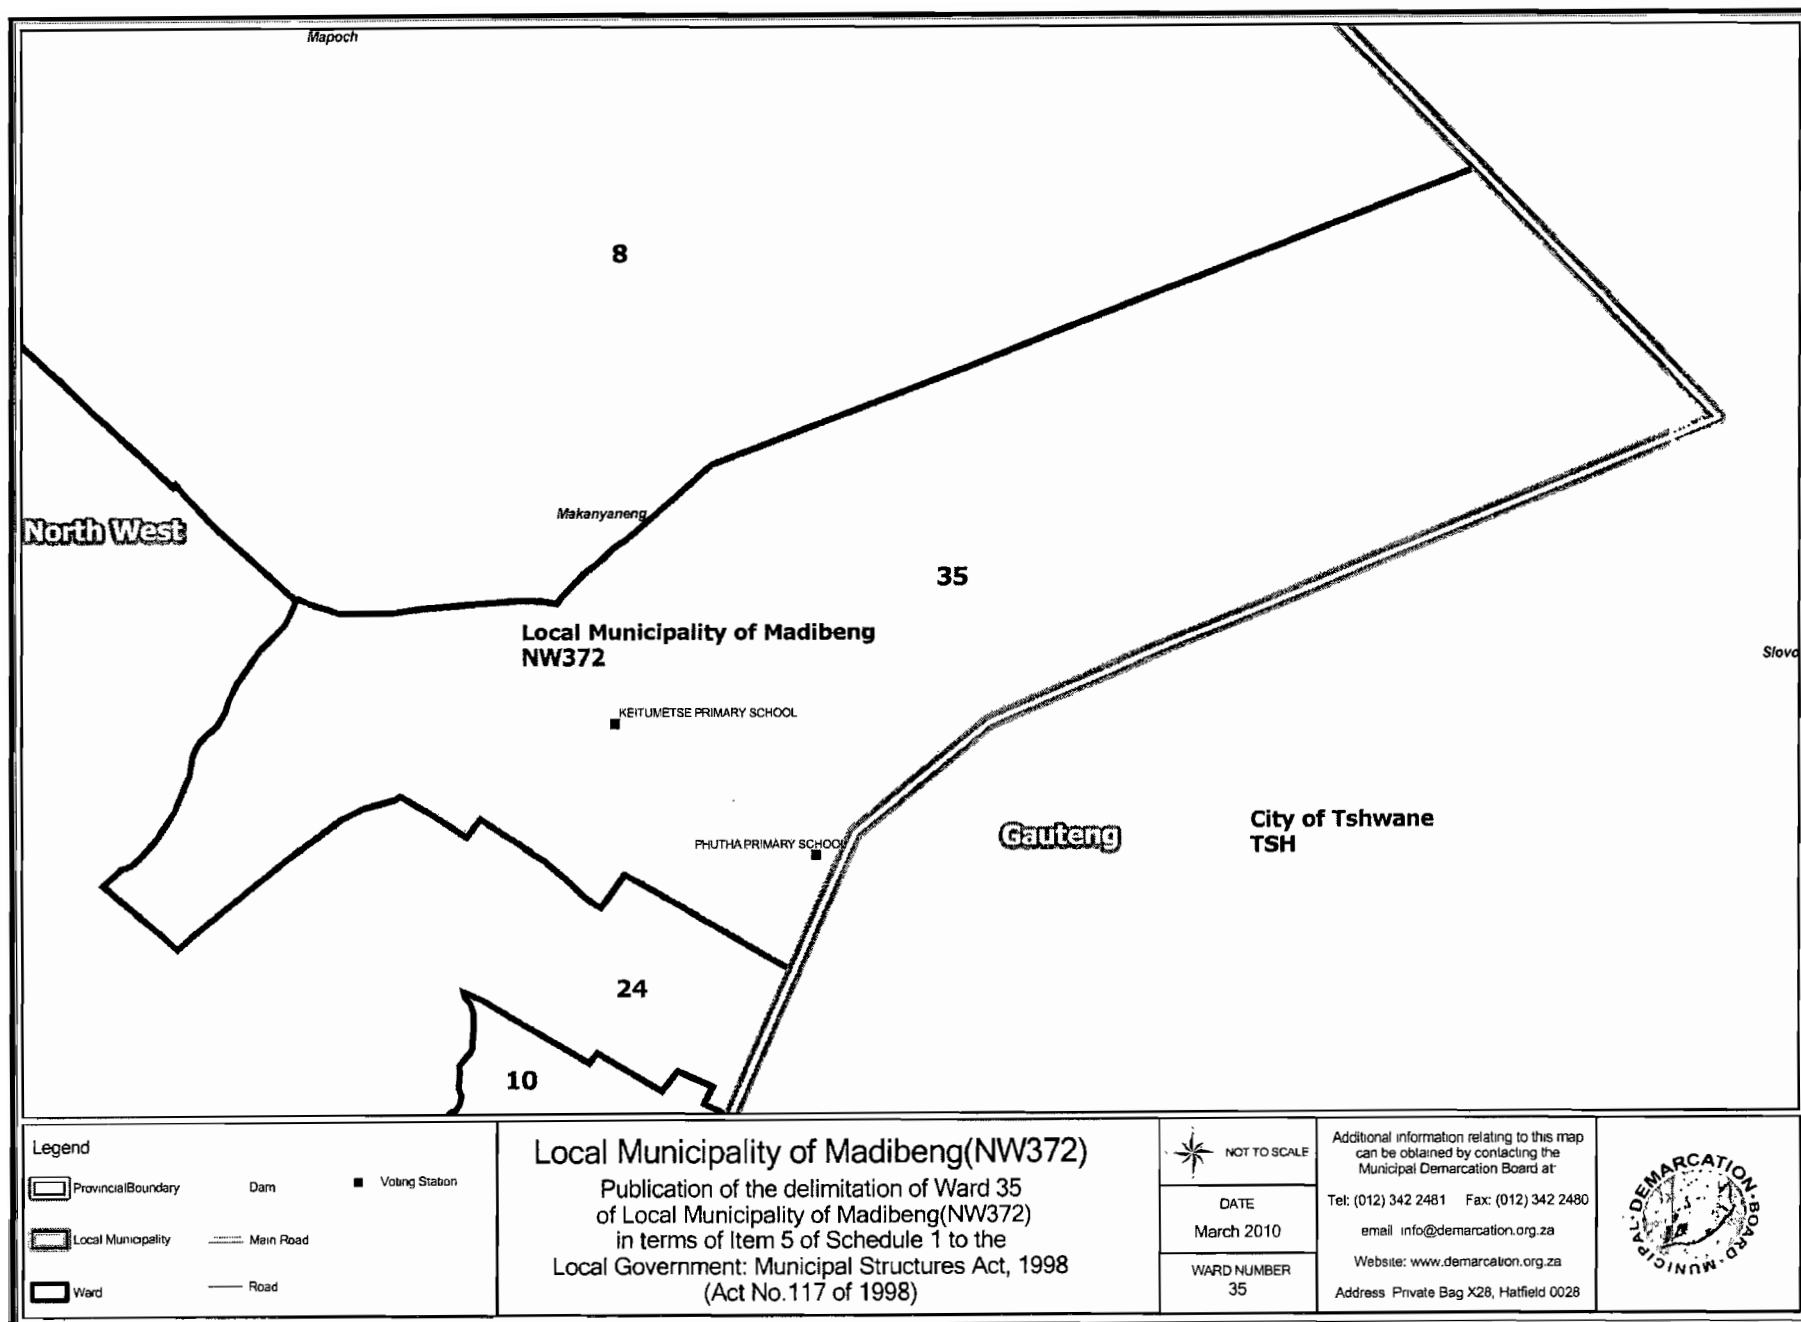 Mapoch
8
North West
Makanyaneng
35
Local Municipality of Madibeng
NW372
Slovo
KEITUMETSE PRIMARY SCHOOL
PHUTHA PRIMARY SCHOOL
Gauteng
City of Tshwane
TSH
24
10
Legend
ProvincialBoundary
Dam
Voting Station
Local Municipality
Main Road
Ward
Road
Local Municipality of Madibeng(NW372)
Publication of the delimitation of Ward 35
of Local Municipality of Madibeng(NW372)
in terms of Item 5 of Schedule 1 to the
Local Government: Municipal Structures Act, 1998
(Act No.117 of 1998)
NOT TO SCALE
DATE
March 2010
WARD NUMBER
35
Additional information relating to this map
can be obtained by contacting the
Municipal Demarcation Board at
Tel: (012) 342 2481 Fax: (012) 342 2480
email info@demarcation.org.za
Website: www.demarcation.org.za
Address Private Bag X28, Hatfield 0028
MUNICIPAL·DEMARCATION·BOARD·